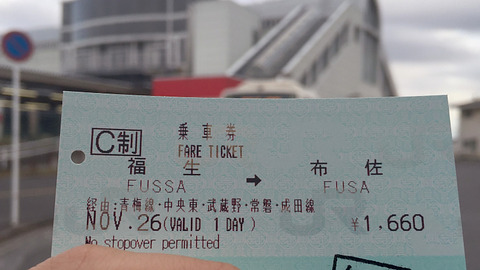 C制 乗車券
FARE TICKET
福生 → 布佐
FUSSA FUSA
経由:青梅線・中央東・武蔵野・常磐・成田線
NOV.26(VALID 1 DAY) ¥1,660
No stopover permitted